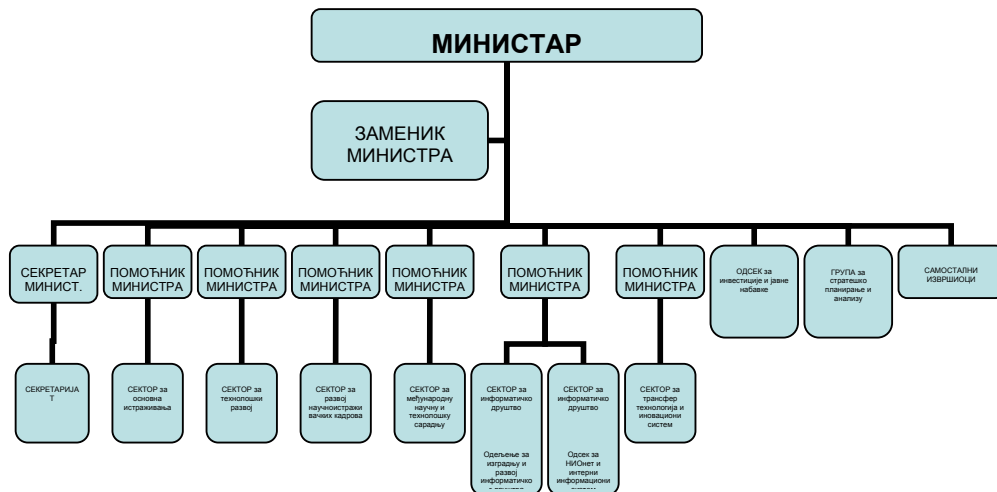 МИНИСТАР
ЗАМЕНИК
МИНИСТРА
СЕКРЕТАР
МИНИСТ.
ПОМОЋНИК
МИНИСТРА
ПОМОЋНИК
МИНИСТРА
ПОМОЋНИК
МИНИСТРА
ПОМОЋНИК
МИНИСТРА
ПОМОЋНИК
МИНИСТРА
ПОМОЋНИК
МИНИСТРА
ОДСЕК за
инвестиције и јавне
набавке
ГРУПА за
стратешко
планирање и
анализу
САМОСТАЛНИ
ИЗВРШИОЦИ
СЕКРЕТАРИЈА
Т
СЕКТОР за
основна
истраживања
СЕКТОР за
технолошки
развој
СЕКТОР за
развој
научноистражи
вачких кадрова
СЕКТОР за
међународну
научну и
технолошку
сарадњу
СЕКТОР за
информатичко
друштво
Одељење за
изградњу и
развој
информатичко
г друштва
СЕКТОР за
информатичко
друштво
Одсек за
НИОнет и
интерни
информациони
систем
СЕКТОР за
трансфер
технологија и
иновациони
систем